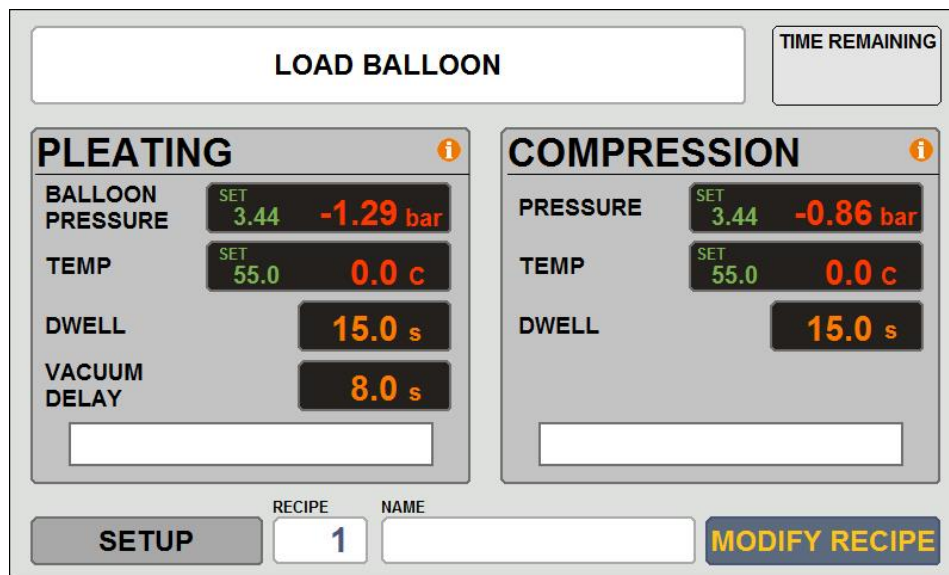 LOAD BALLOON
TIME REMAINING
PLEATING
BALLOON
PRESSURE
SET
3.44
-1.29 bar
TEMP
SET
55.0
0.0 C
DWELL
15.0 s
VACUUM
DELAY
8.0 s
COMPRESSION
PRESSURE
SET
3.44
-0.86 bar
TEMP
SET
55.0
0.0 C
DWELL
15.0 s
SETUP
RECIPE
1
NAME
MODIFY RECIPE